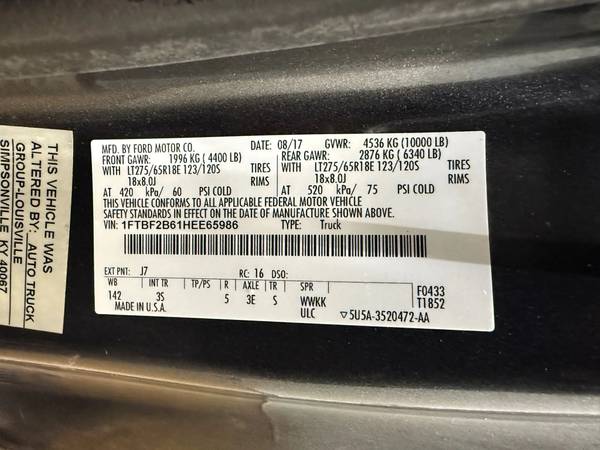 THIS VEHICLE WAS
ALTERED BY: AUTO TRUCK
GROUP-LOUISVILLE
SIMPSONVILLE KY 40067
MFD. BY FORD MOTOR CO.
DATE: 08/17 GVWR: 4536 KG (10000 LB)
FRONT GAWR: 1996 KG ( 4400 LB) REAR GAWR: 2876 KG ( 6340 LB)
WITH LT275/65R18E 123/120S TIRES WITH LT275/65R18E 123/120S TIRES
18x8.0J RIMS 18x8.0J RIMS
AT 420 kPa/ 60 PSI COLD AT 520 kPa/ 75 PSI COLD
THIS VEHICLE CONFORMS TO ALL APPLICABLE FEDERAL MOTOR VEHICLE
SAFETY STANDARDS IN EFFECT ON THE DATE OF MANUFACTURE SHOWN ABOVE.
VIN: 1FTBF2B61HEE65986 TYPE: Truck
EXT PNT: J7 RC: 16 DSO:
WB INT TR TP/PS R AXLE TR SPR
142 3S 5 3E S WWKK F0433
MADE IN U.S.A. ULC T1852
▽5U5A-3520472-AA